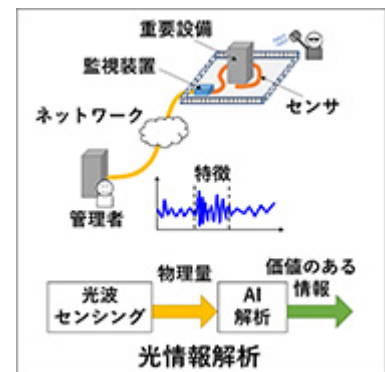 重要設備
監視装置
センサ
ネットワーク
管理者
特徴
物理量
価値のある
情報
光波
センシング
AI
解析
光情報解析